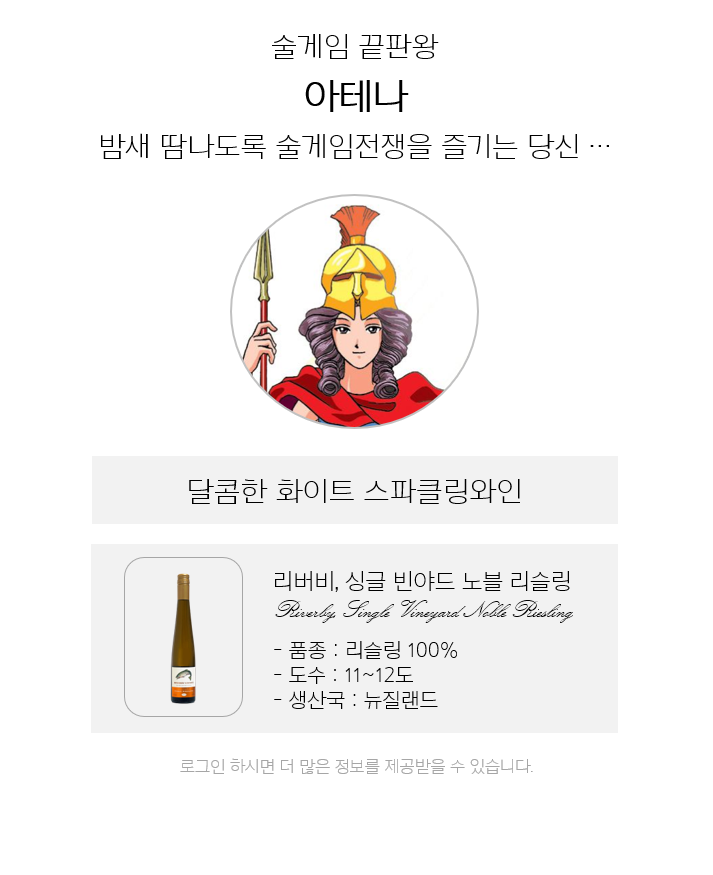 술게임 끝판왕
아테나
밤새 땀나도록 술게임전쟁을 즐기는 당신 ···
달콤한 화이트 스파클링와인
리버비, 싱글 빈야드 노블 리슬링
Riverby, Single Vineyard Noble Riesling
- 품종 : 리슬링 100%
- 도수 : 11~12도
- 생산국 : 뉴질랜드
로그인 하시면 더 많은 정보를 제공받을 수 있습니다.